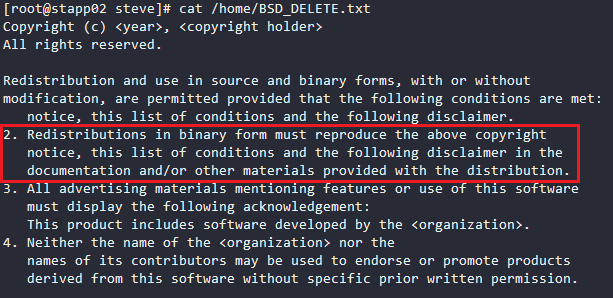 [root@stapp02 steve]# cat /home/BSD_DELETE.txt
Copyright (c) <year>, <copyright holder>
All rights reserved.
Redistribution and use in source and binary forms, with or without
modification, are permitted provided that the following conditions are met:
notice, this list of conditions and the following disclaimer.
2. Redistributions in binary form must reproduce the above copyright
notice, this list of conditions and the following disclaimer in the
documentation and/or other materials provided with the distribution.
3. All advertising materials mentioning features or use of this software
must display the following acknowledgement:
This product includes software developed by the <organization>.
4. Neither the name of the <organization> nor the
names of its contributors may be used to endorse or promote products
derived from this software without specific prior written permission.